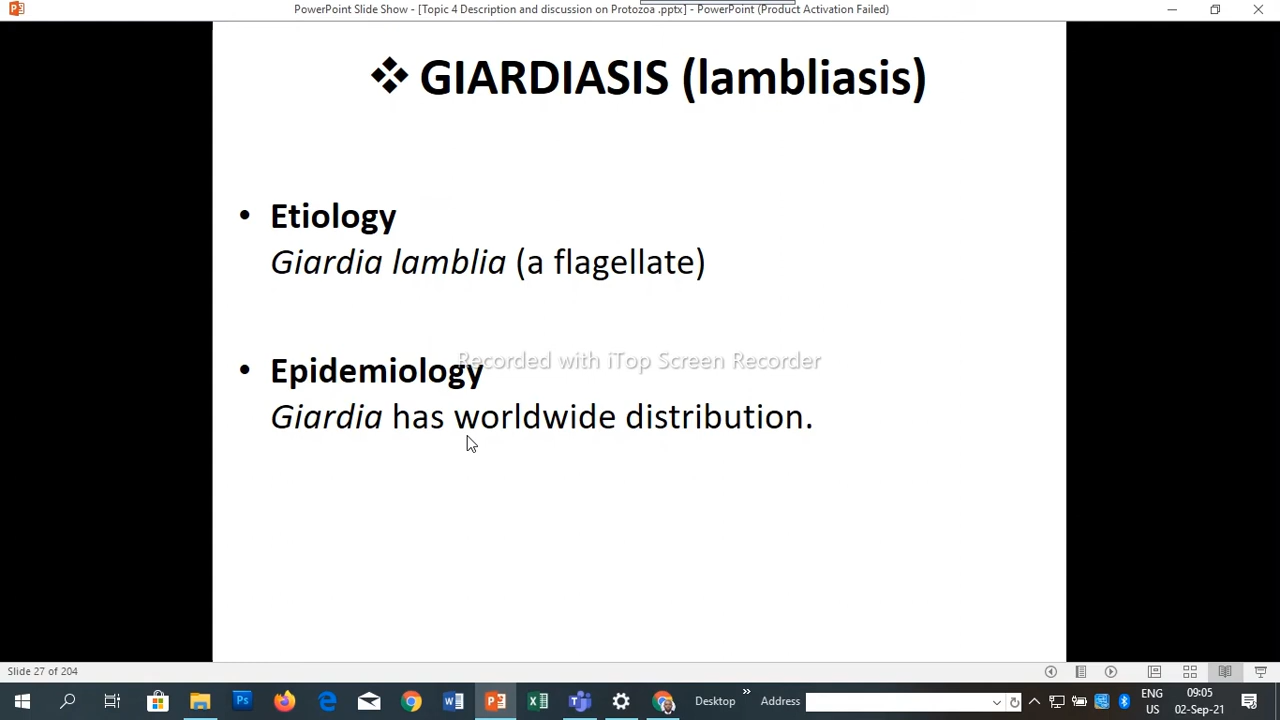 PowerPoint Slide Show - [Topic 4 Description and discussion on Protozoa .pptx] - PowerPoint (Product Activation Failed)
❖ GIARDIASIS (lambliasis)
• Etiology
Giardia lamblia (a flagellate)
Recorded with iTop Screen Recorder
• Epidemiology
Giardia has worldwide distribution.
Slide 27 of 204
Desktop
Address
ENG
US
09:05
02-Sep-21